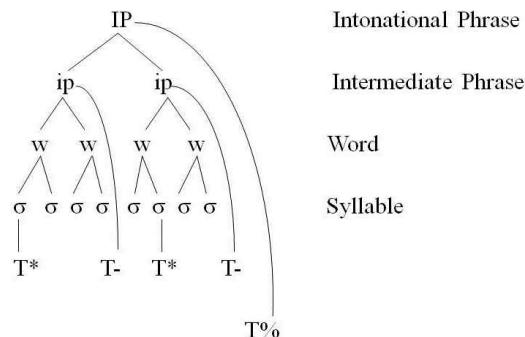 IP Intonational Phrase
ip ip Intermediate Phrase
w w w w Word
σ σ σ σ σ σ σ σ Syllable
T* T- T* T-
T%